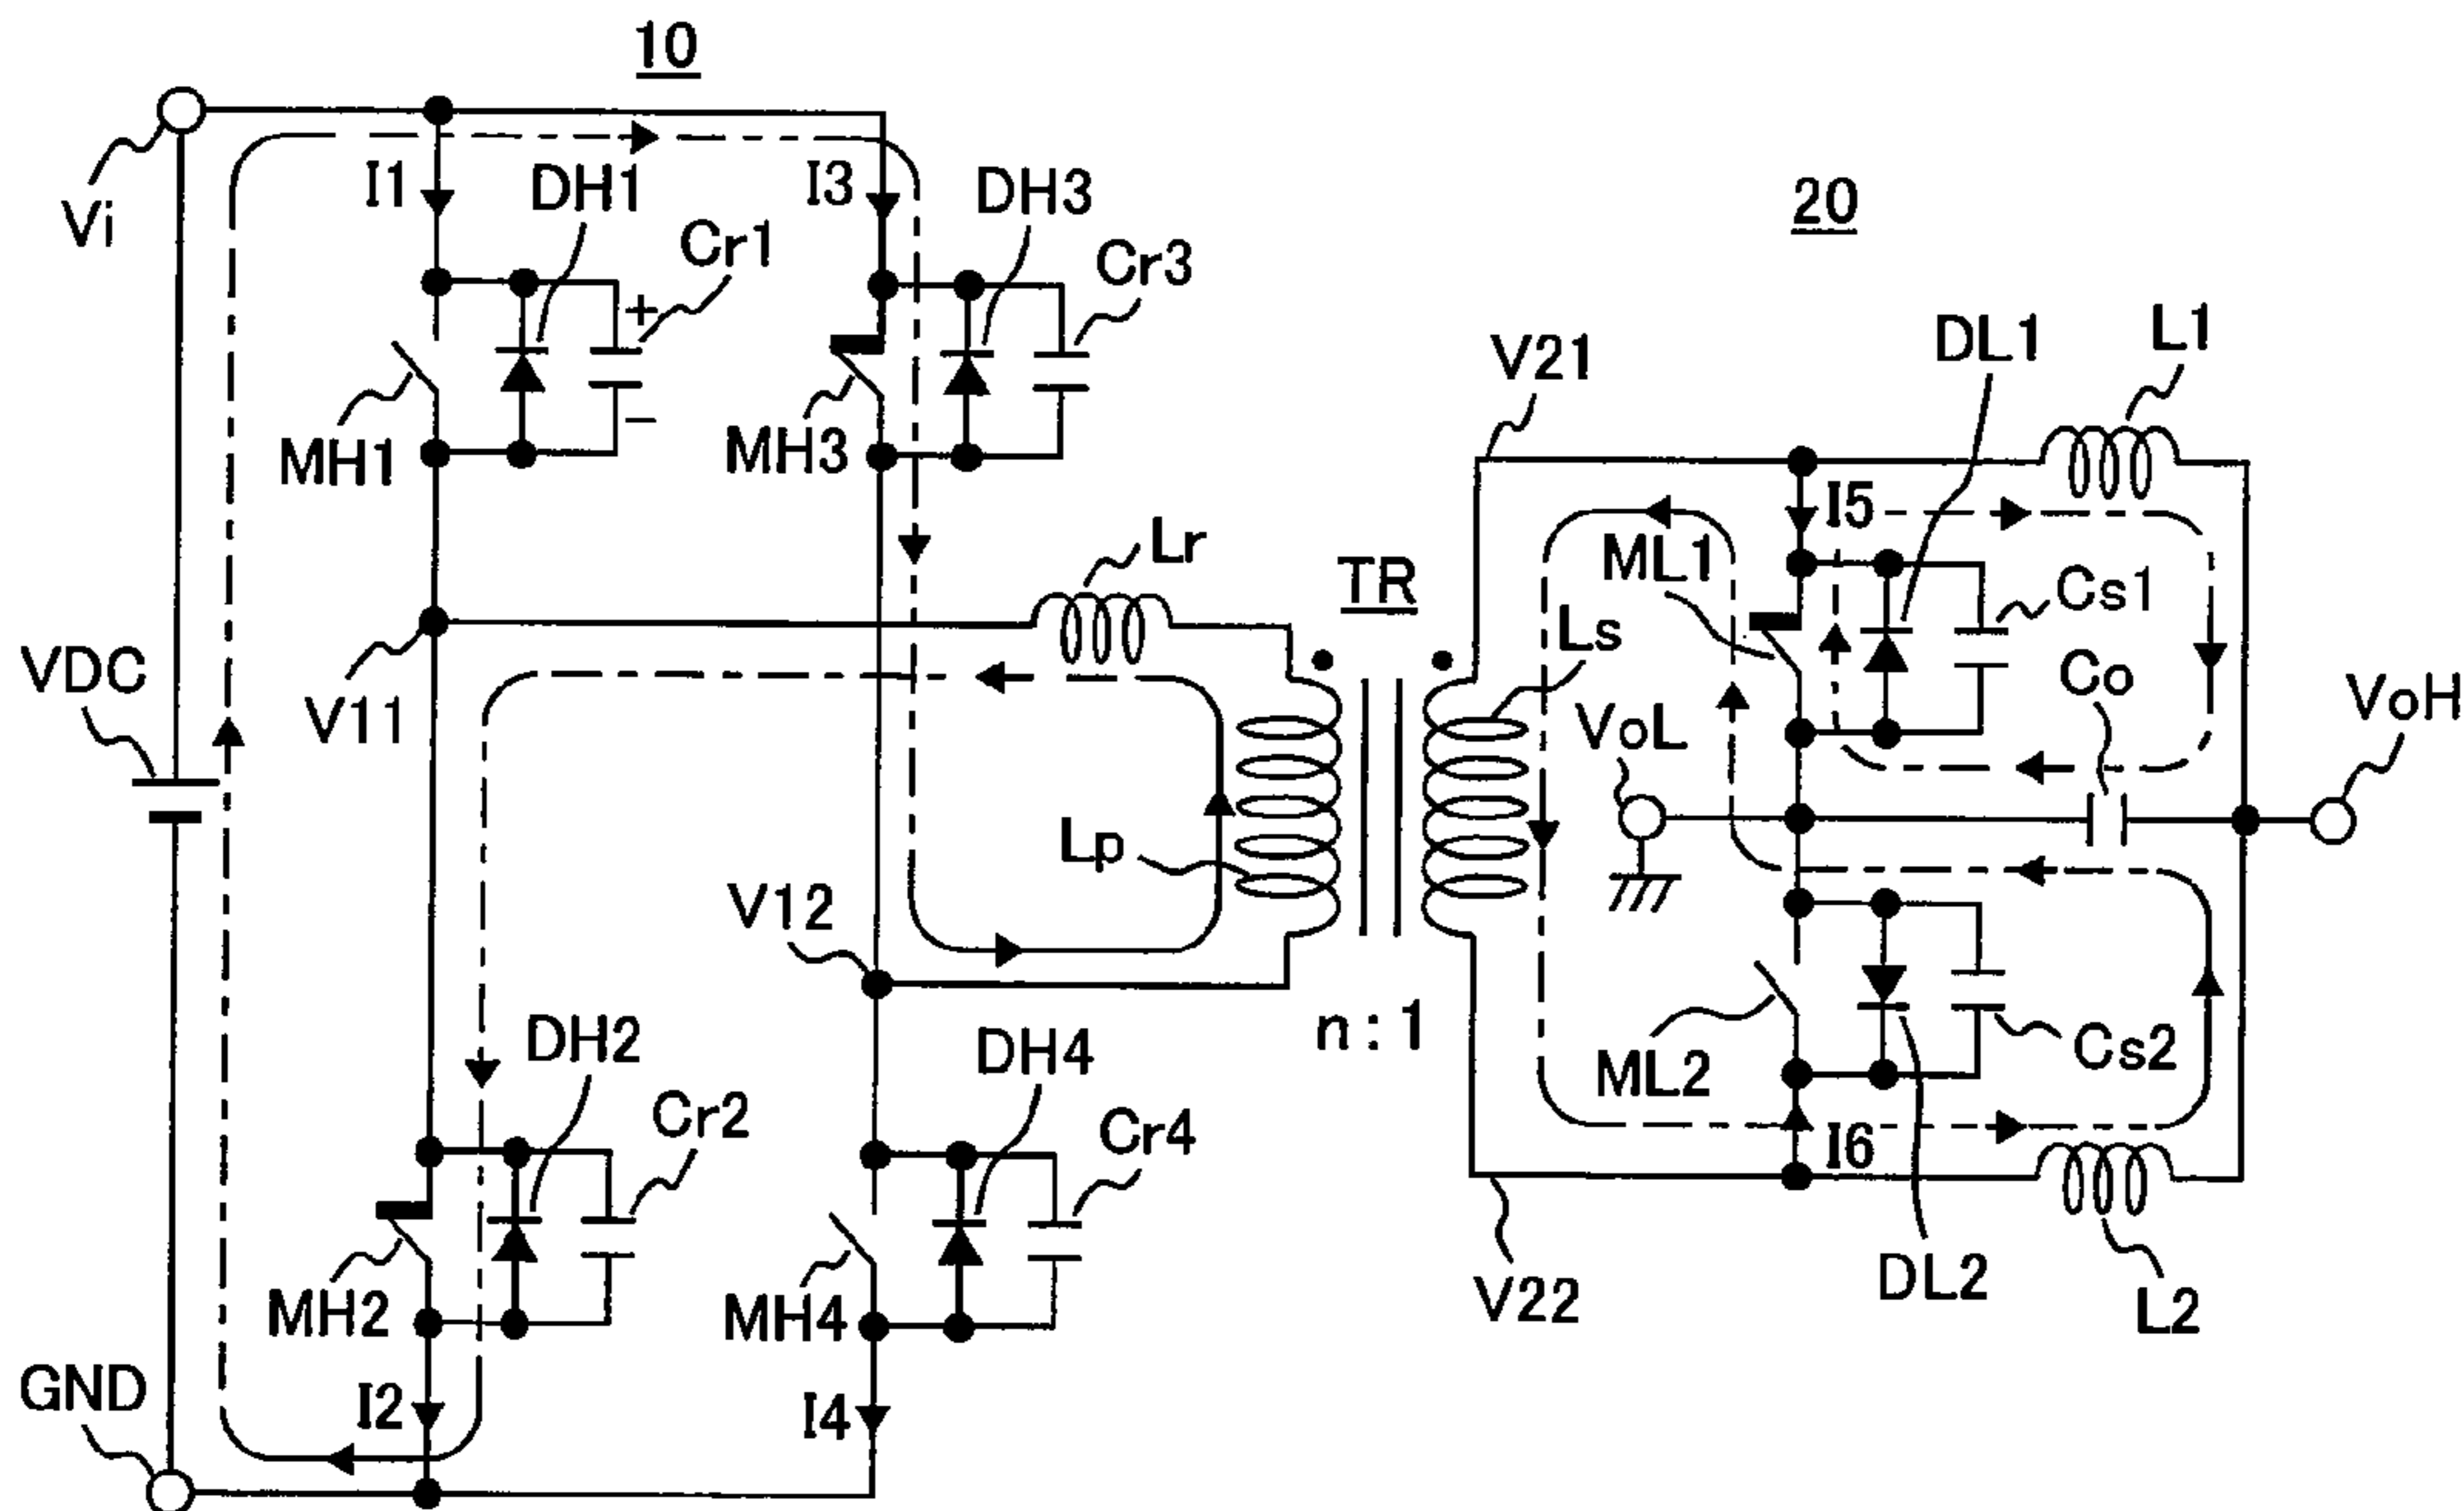 10
Vi
I1
DH1
Cr1
+
−
MH1
I3
DH3
Cr3
MH3
20
V21
DL1
L1
I5
ML1
Cs1
Ls
Co
VoL
VoH
Lr
TR
VDC
V11
Lp
V12
n : 1
ML2
Cs2
I6
DH2
Cr2
DH4
Cr4
MH2
MH4
V22
DL2
L2
GND
I2
I4